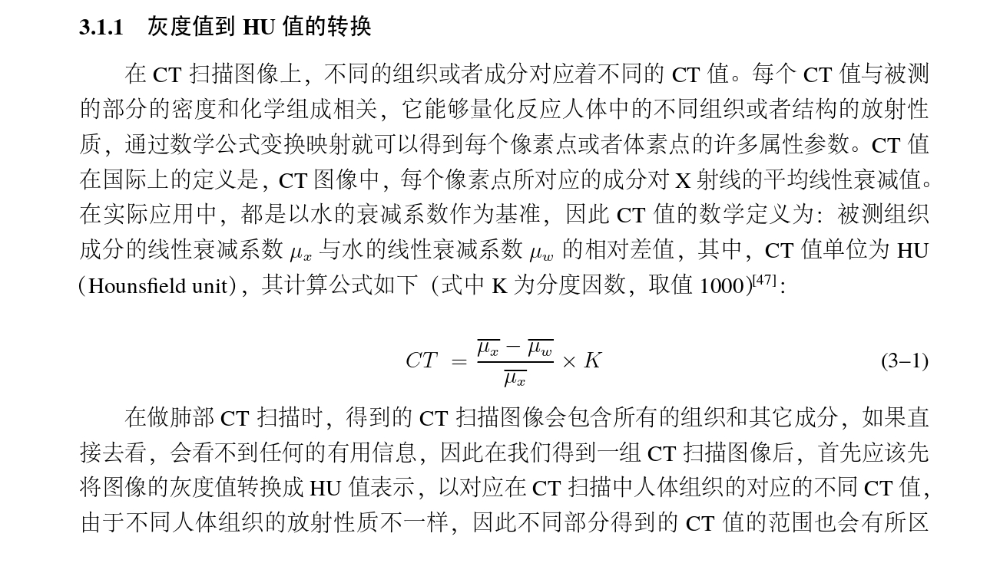 3.1.1 灰度值到 HU 值的转换
在 CT 扫描图像上，不同的组织或者成分对应着不同的 CT 值。每个 CT 值与被测
的部分的密度和化学组成相关，它能够量化反应人体中的不同组织或者结构的放射性
质，通过数学公式变换映射就可以得到每个像素点或者体素点的许多属性参数。CT 值
在国际上的定义是，CT 图像中，每个像素点所对应的成分对 X 射线的平均线性衰减值。
在实际应用中，都是以水的衰减系数作为基准，因此 CT 值的数学定义为：被测组织
成分的线性衰减系数 μx 与水的线性衰减系数 μw 的相对差值，其中，CT 值单位为 HU
（Hounsfield unit），其计算公式如下（式中 K 为分度因数，取值 1000）[47]：
$CT = \frac{\overline{\mu_x} - \overline{\mu_w}}{\overline{\mu_x}} \times K$ (3–1)
在做肺部 CT 扫描时，得到的 CT 扫描图像会包含所有的组织和其它成分，如果直
接去看，会看不到任何的有用信息，因此在我们得到一组 CT 扫描图像后，首先应该先
将图像的灰度值转换成 HU 值表示，以对应在 CT 扫描中人体组织的对应的不同 CT 值，
由于不同人体组织的放射性质不一样，因此不同部分得到的 CT 值的范围也会有所区